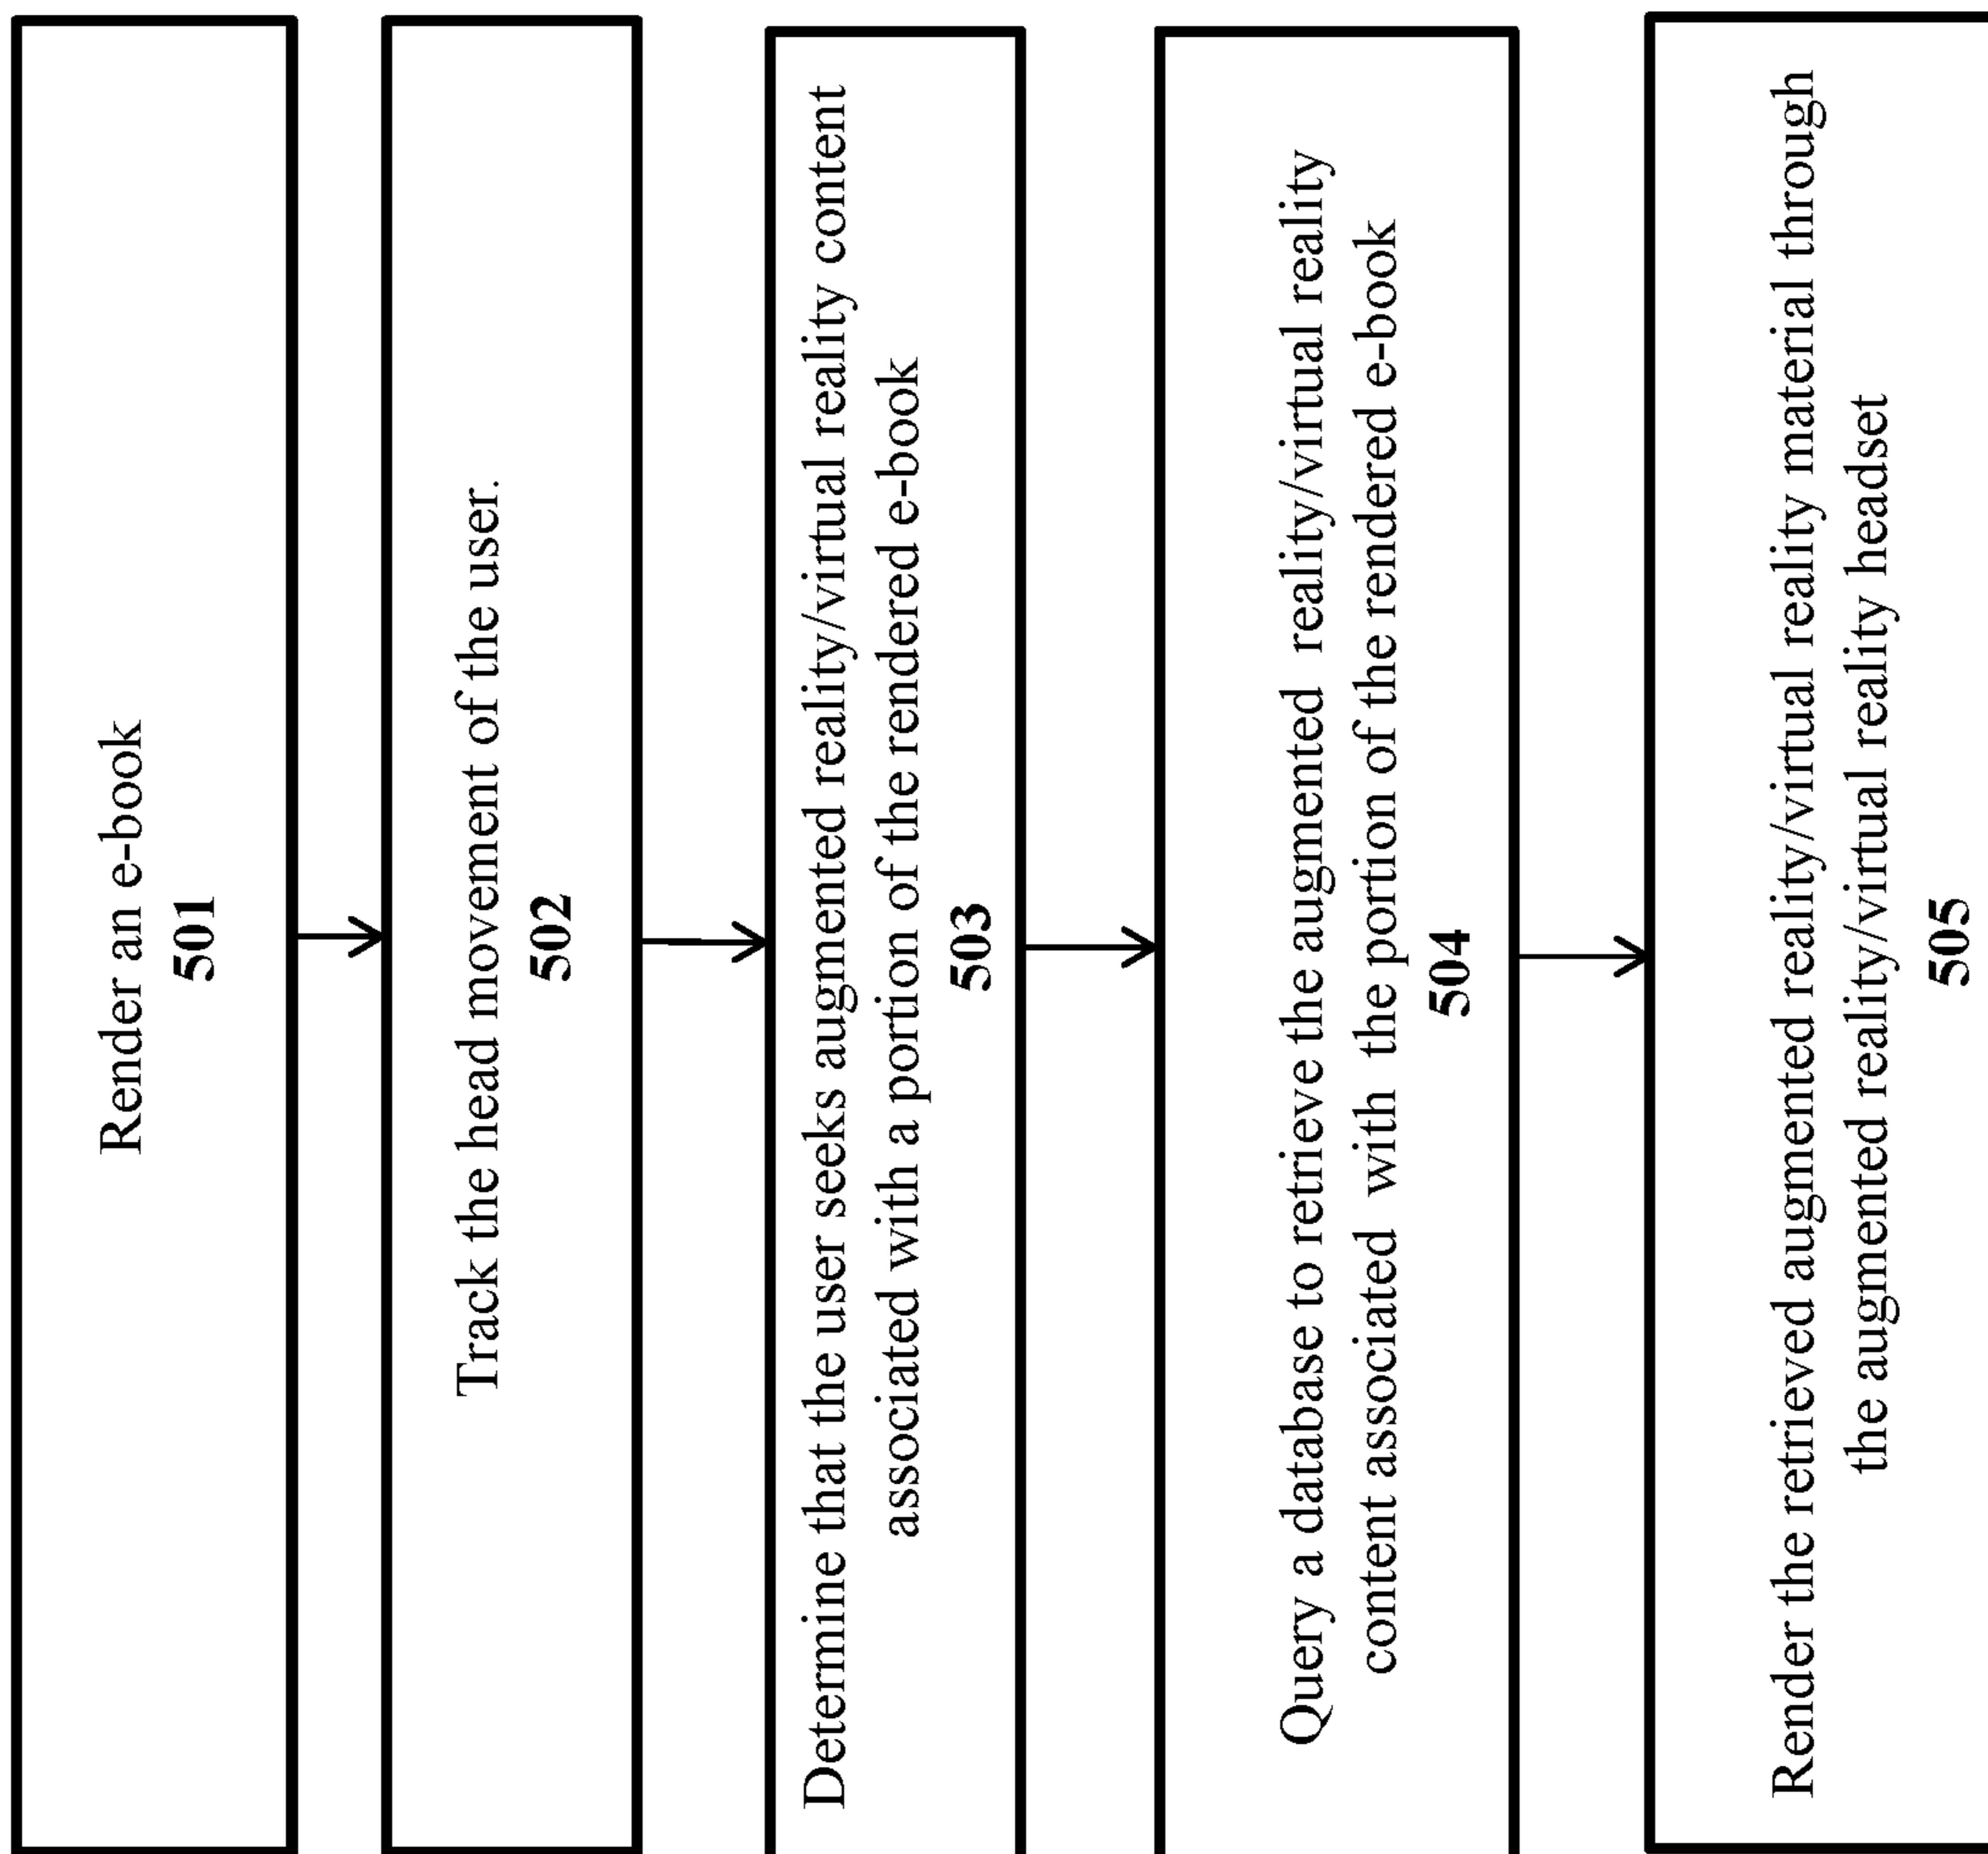 Render an e-book
501
Track the head movement of the user.
502
Determine that the user seeks augmented reality/virtual reality content
associated with a portion of the rendered e-book
503
Query a database to retrieve the augmented reality/virtual reality
content associated with the portion of the rendered e-book
504
Render the retrieved augmented reality/virtual reality material through
the augmented reality/virtual reality headset
505